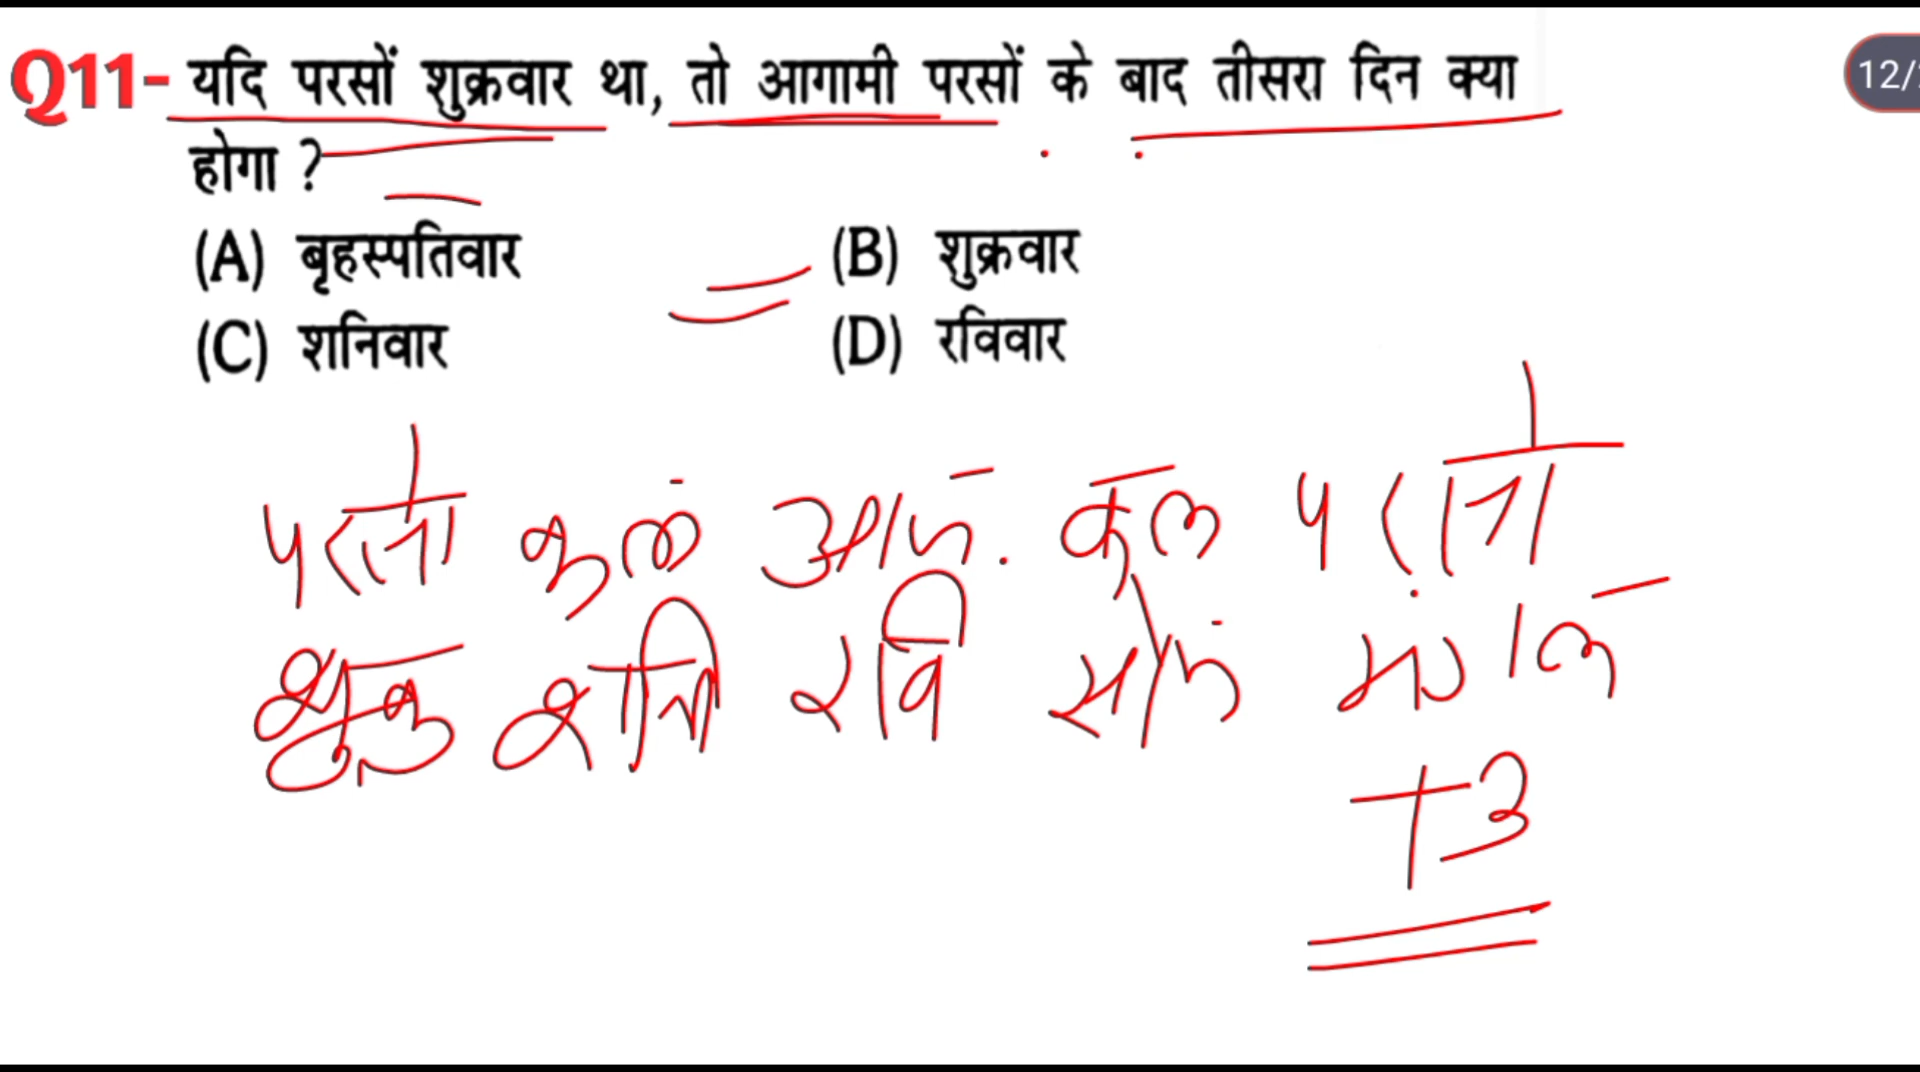 Q11- यदि परसों शुक्रवार था, तो आगामी परसों के बाद तीसरा दिन क्या
होगा ?
(A) बृहस्पतिवार (B) शुक्रवार
(C) शनिवार (D) रविवार
परसो कल आज कल परसो
शुक्र शनि रवि सोम मंगल
+3
12/